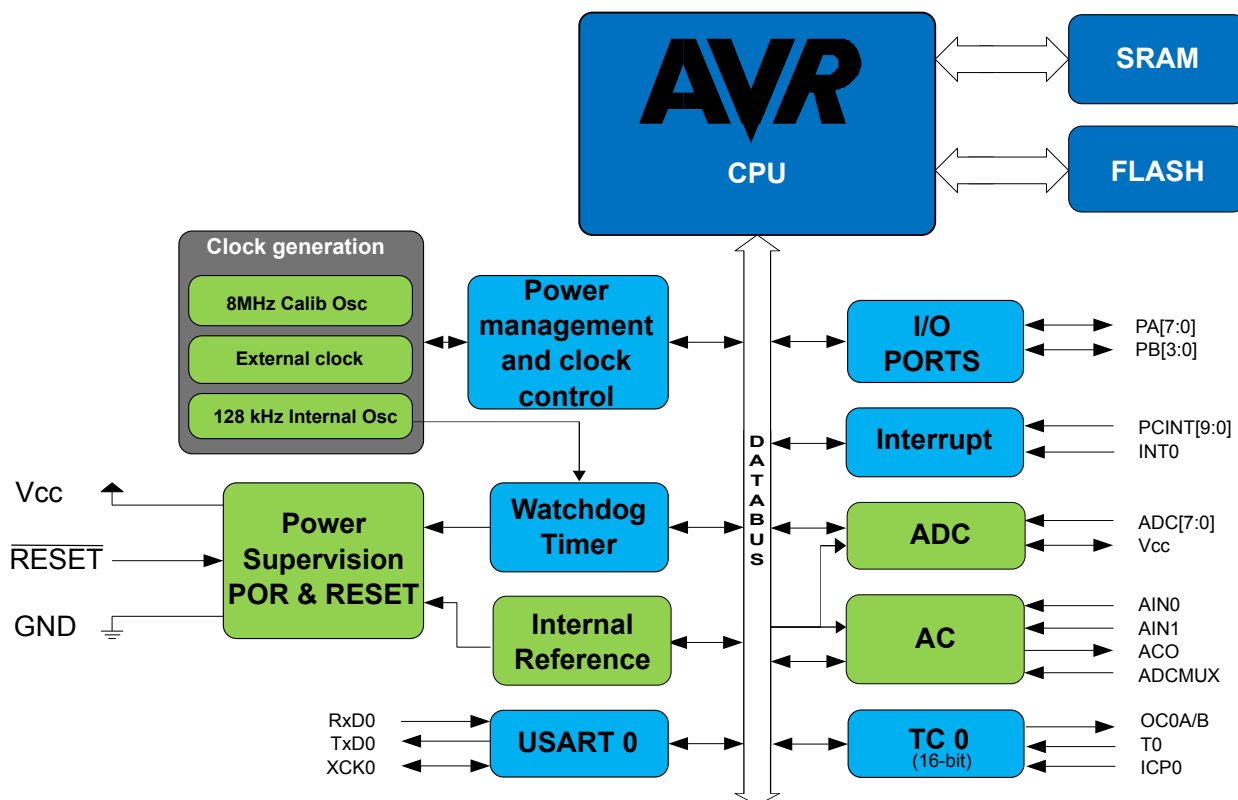 AVR
CPU
SRAM
FLASH
Clock generation
8MHz Calib Osc
External clock
128 kHz Internal Osc
Power
management
and clock
control
I/O
PORTS
PA[7:0]
PB[3:0]
Interrupt
PCINT[9:0]
INT0
DATABUS
Vcc
RESET
GND
Power
Supervision
POR & RESET
Watchdog
Timer
ADC
ADC[7:0]
Vcc
Internal
Reference
AC
AIN0
AIN1
ACO
ADCMUX
RxD0
TxD0
XCK0
USART 0
TC 0
(16-bit)
OC0A/B
T0
ICP0